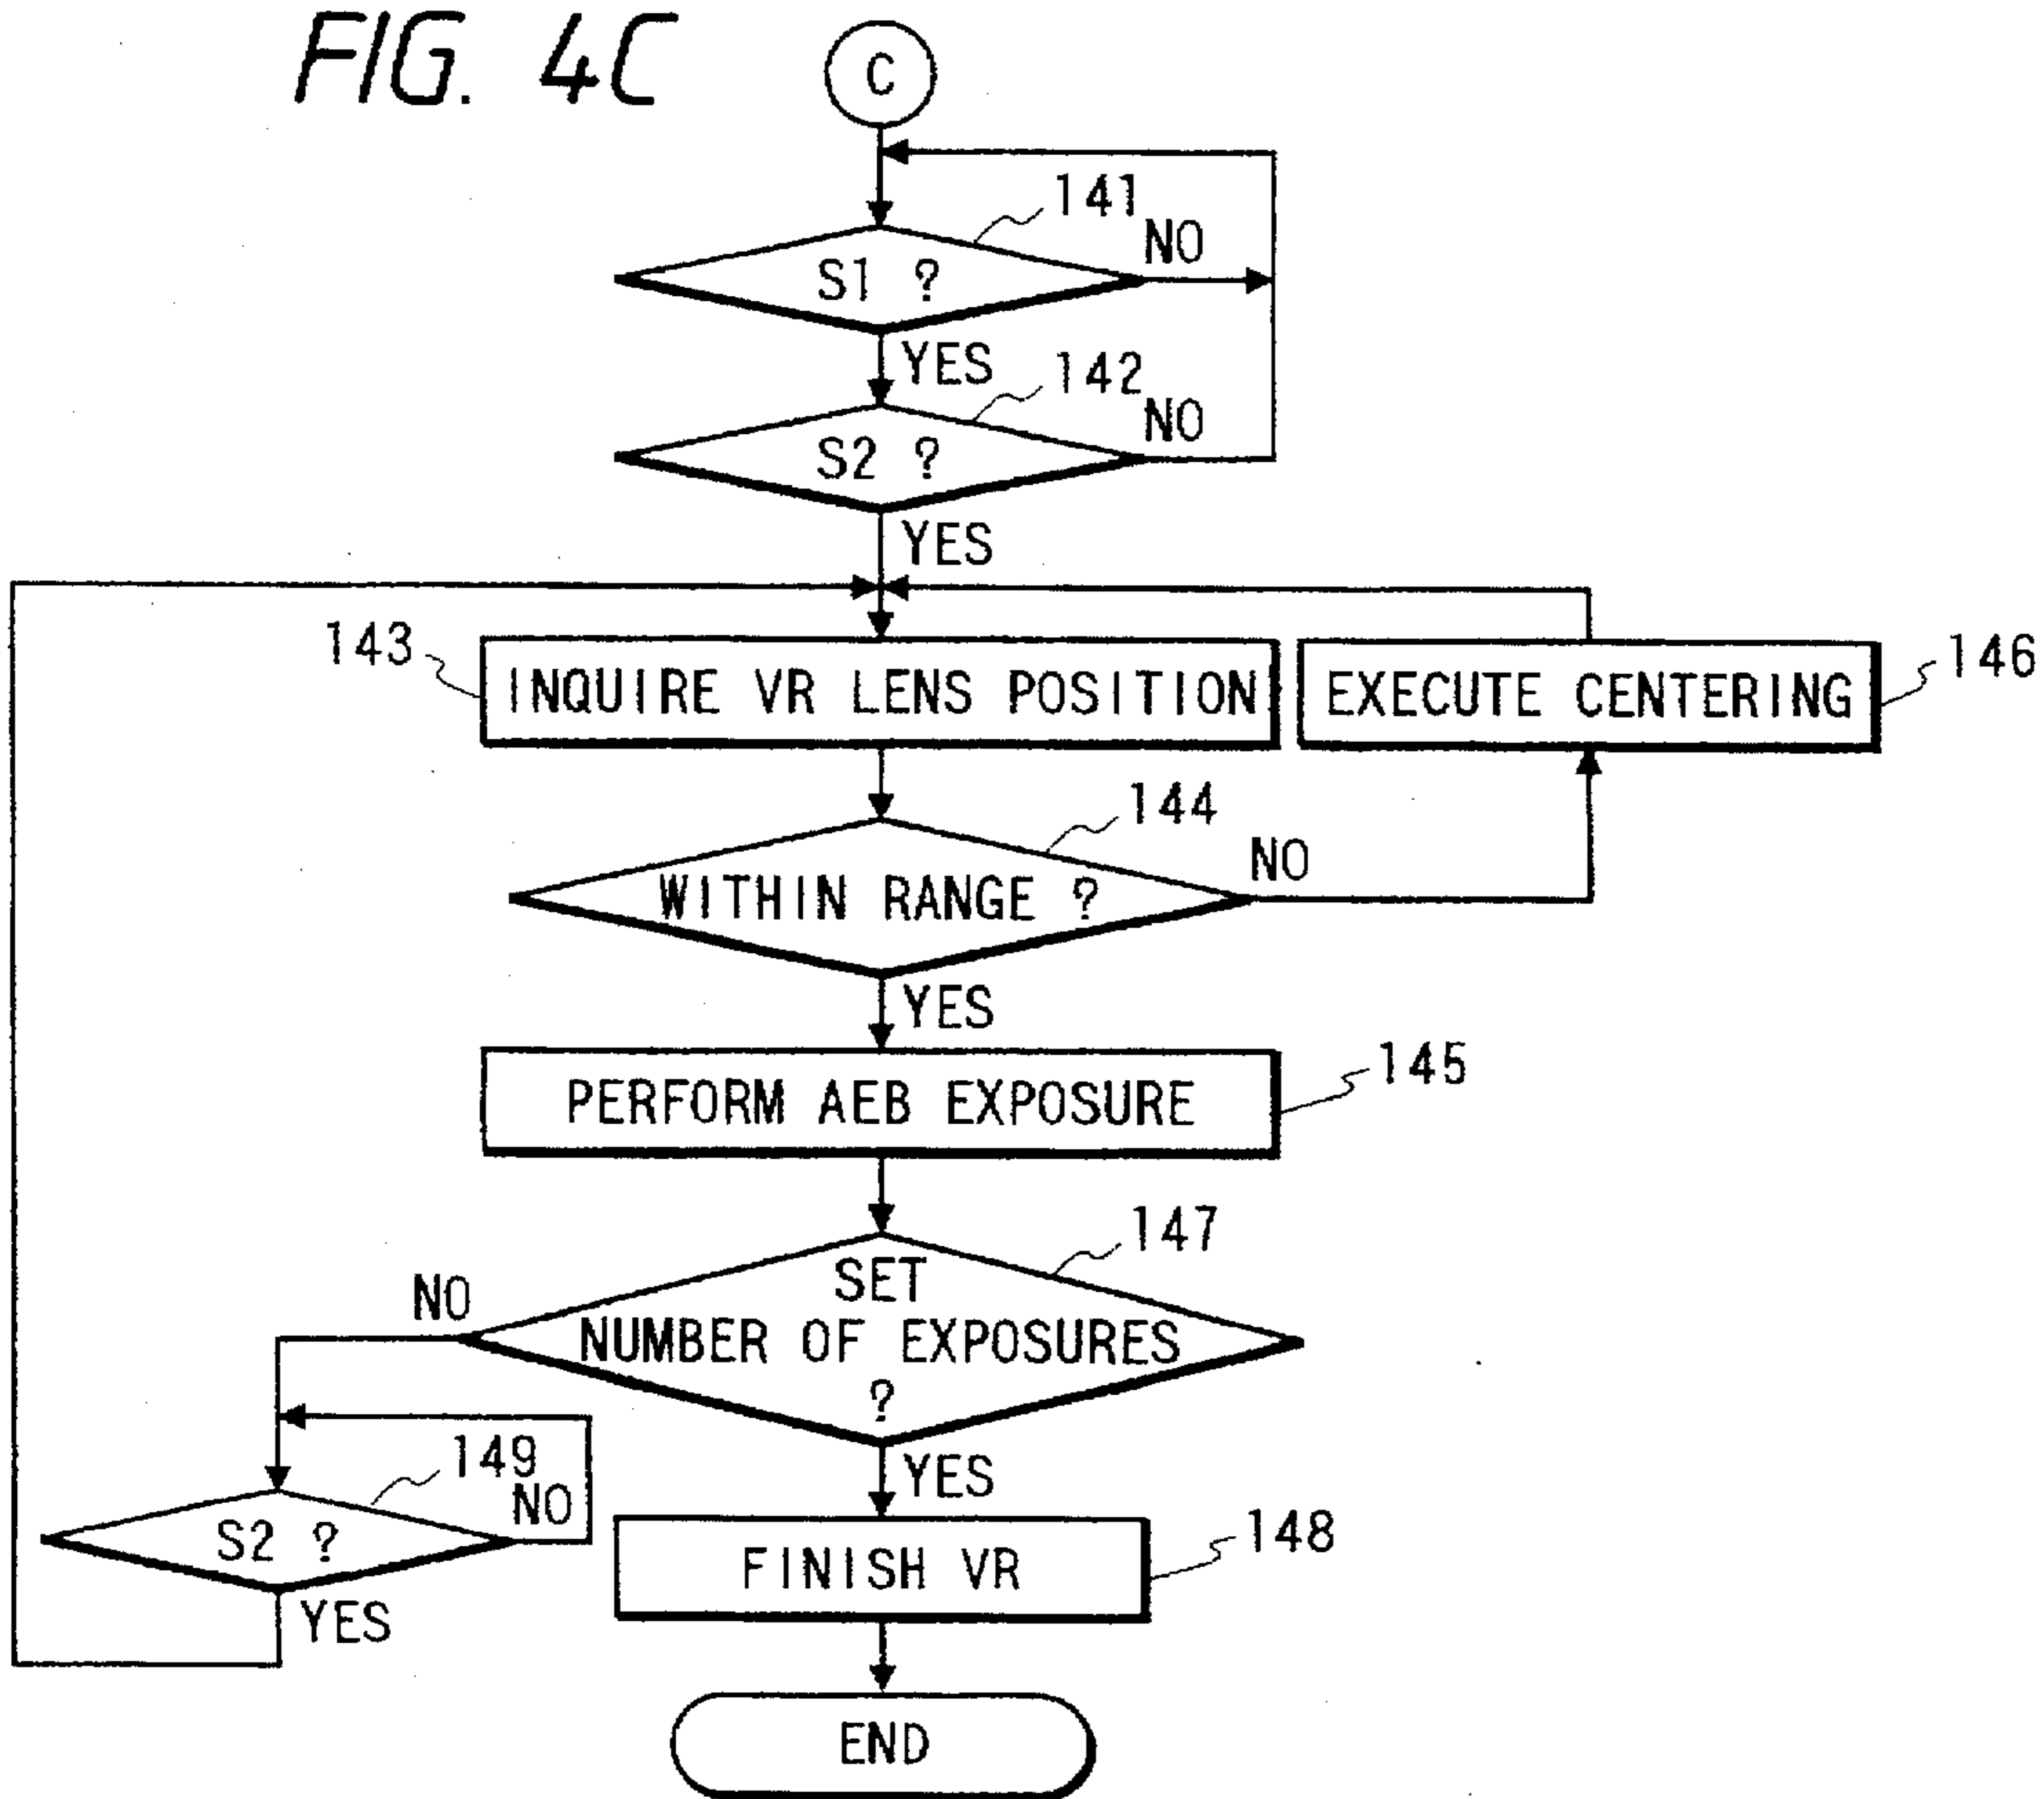 FIG. 4C
C
141
S1 ?
NO
YES
142
S2 ?
NO
YES
143
INQUIRE VR LENS POSITION
EXECUTE CENTERING
146
144
WITHIN RANGE ?
NO
YES
PERFORM AEB EXPOSURE
145
147
SET
NUMBER OF EXPOSURES
?
NO
YES
149
S2 ?
NO
YES
FINISH VR
148
END